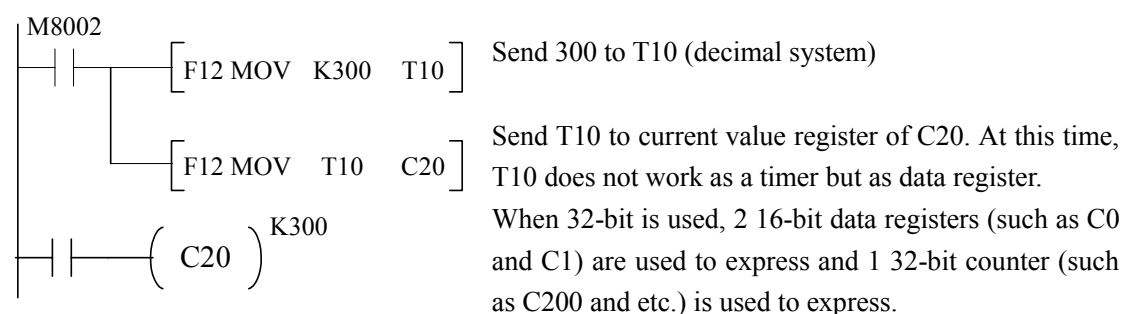 M8002
F12 MOV K300 T10
Send 300 to T10 (decimal system)
F12 MOV T10 C20
Send T10 to current value register of C20. At this time,
T10 does not work as a timer but as data register.
When 32-bit is used, 2 16-bit data registers (such as C0
and C1) are used to express and 1 32-bit counter (such
as C200 and etc.) is used to express.
K300
C20